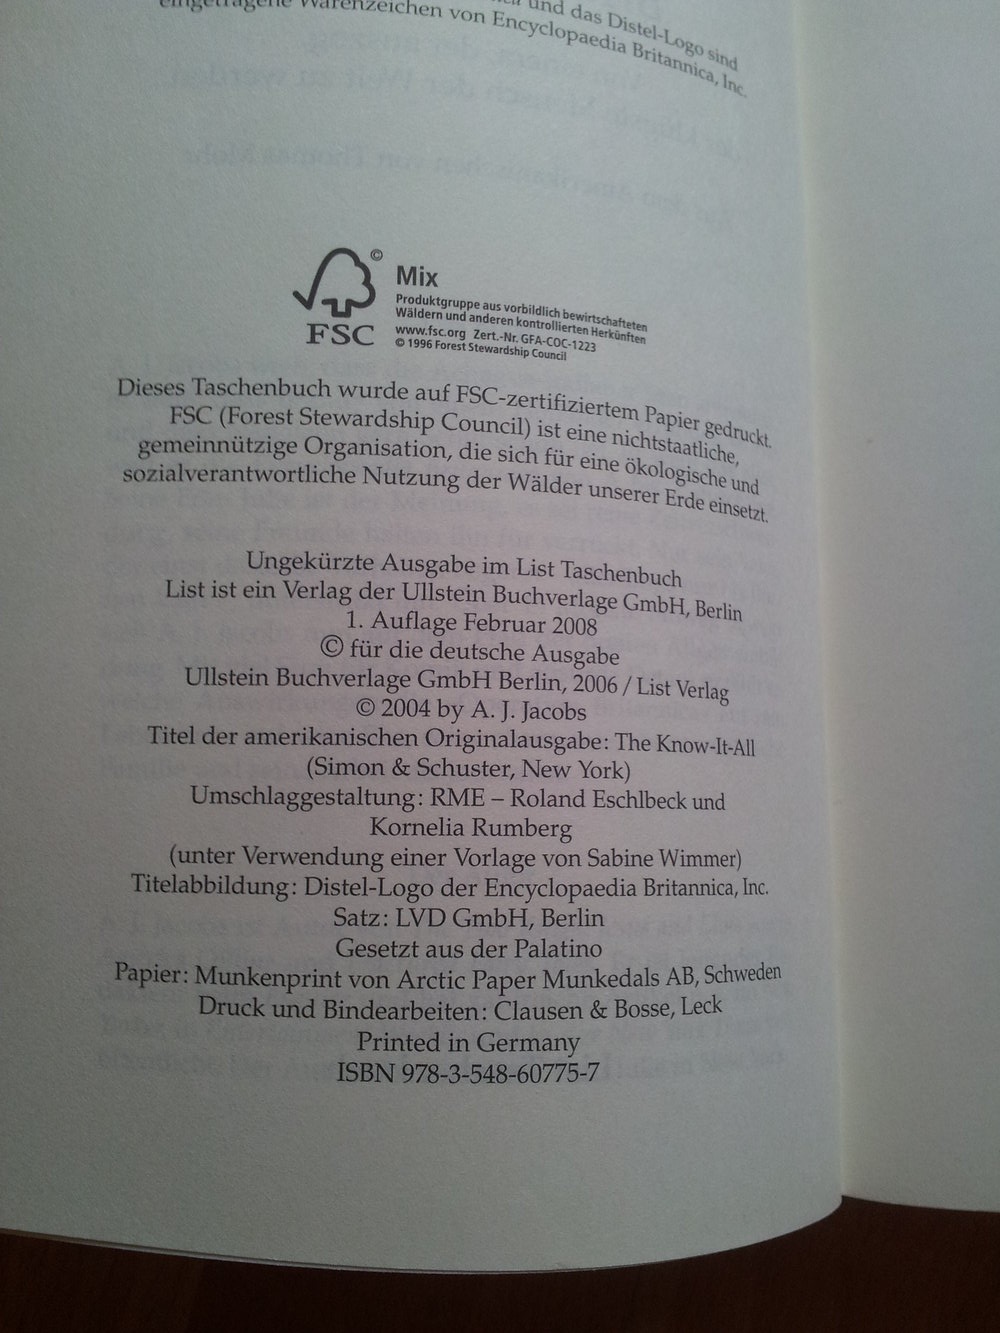 und das Distel-Logo sind
eingetragene Warenzeichen von Encyclopaedia Britannica, Inc.
©
Mix
Produktgruppe aus vorbildlich bewirtschafteten
Wäldern und anderen kontrollierten Herkünften
www.fsc.org Zert.-Nr. GFA-COC-1223
© 1996 Forest Stewardship Council
FSC
Dieses Taschenbuch wurde auf FSC-zertifiziertem Papier gedruckt.
FSC (Forest Stewardship Council) ist eine nichtstaatliche,
gemeinnützige Organisation, die sich für eine ökologische und
sozialverantwortliche Nutzung der Wälder unserer Erde einsetzt.
Ungekürzte Ausgabe im List Taschenbuch
List ist ein Verlag der Ullstein Buchverlage GmbH, Berlin
1. Auflage Februar 2008
© für die deutsche Ausgabe
Ullstein Buchverlage GmbH Berlin, 2006 / List Verlag
© 2004 by A. J. Jacobs
Titel der amerikanischen Originalausgabe: The Know-It-All
(Simon & Schuster, New York)
Umschlaggestaltung: RME – Roland Eschlbeck und
Kornelia Rumberg
(unter Verwendung einer Vorlage von Sabine Wimmer)
Titelabbildung: Distel-Logo der Encyclopaedia Britannica, Inc.
Satz: LVD GmbH, Berlin
Gesetzt aus der Palatino
Papier: Munkenprint von Arctic Paper Munkedals AB, Schweden
Druck und Bindearbeiten: Clausen & Bosse, Leck
Printed in Germany
ISBN 978-3-548-60775-7